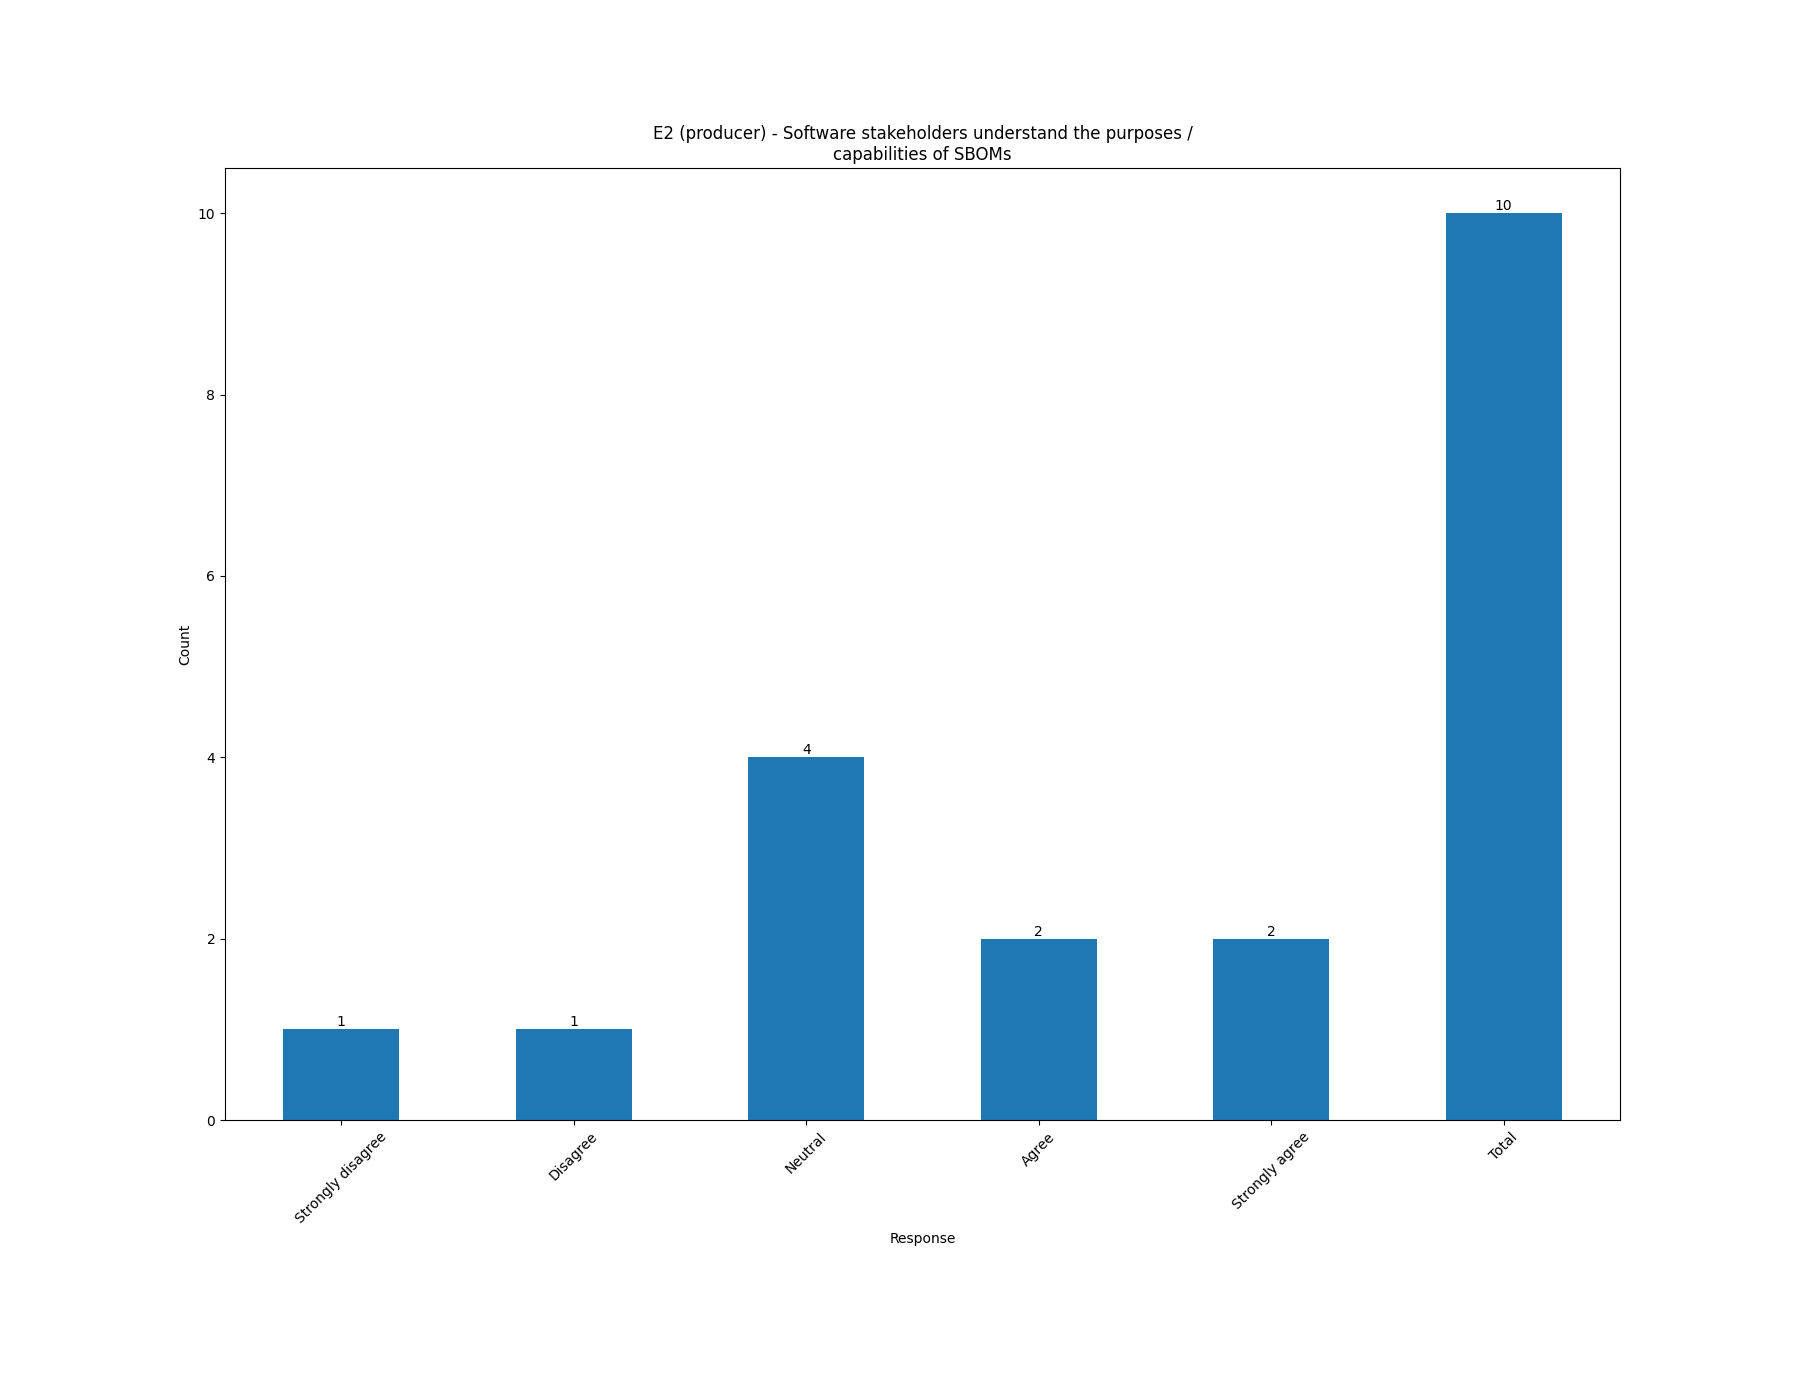 E2 (producer) - Software stakeholders understand the purposes /
capabilities of SBOMs
10
8
6
4
2
0
Count
1
1
4
2
2
10
Strongly disagree
Disagree
Neutral
Agree
Strongly agree
Total
Response